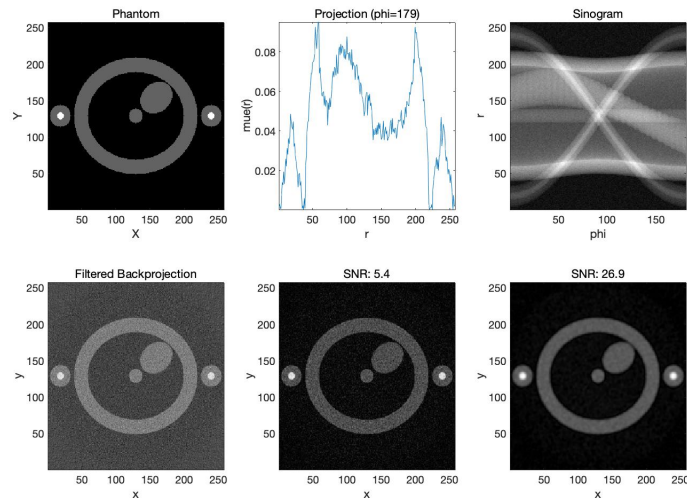 Phantom
Projection (phi=179)
Sinogram
250
200
150
100
50
Y
50 100 150 200 250
X
0.08
0.06
0.04
0.02
mue(r)
50 100 150 200 250
r
250
200
150
100
50
r
50 100 150
phi
Filtered Backprojection
SNR: 5.4
SNR: 26.9
250
200
150
100
50
y
50 100 150 200 250
x
250
200
150
100
50
y
50 100 150 200 250
x
250
200
150
100
50
y
50 100 150 200 250
x